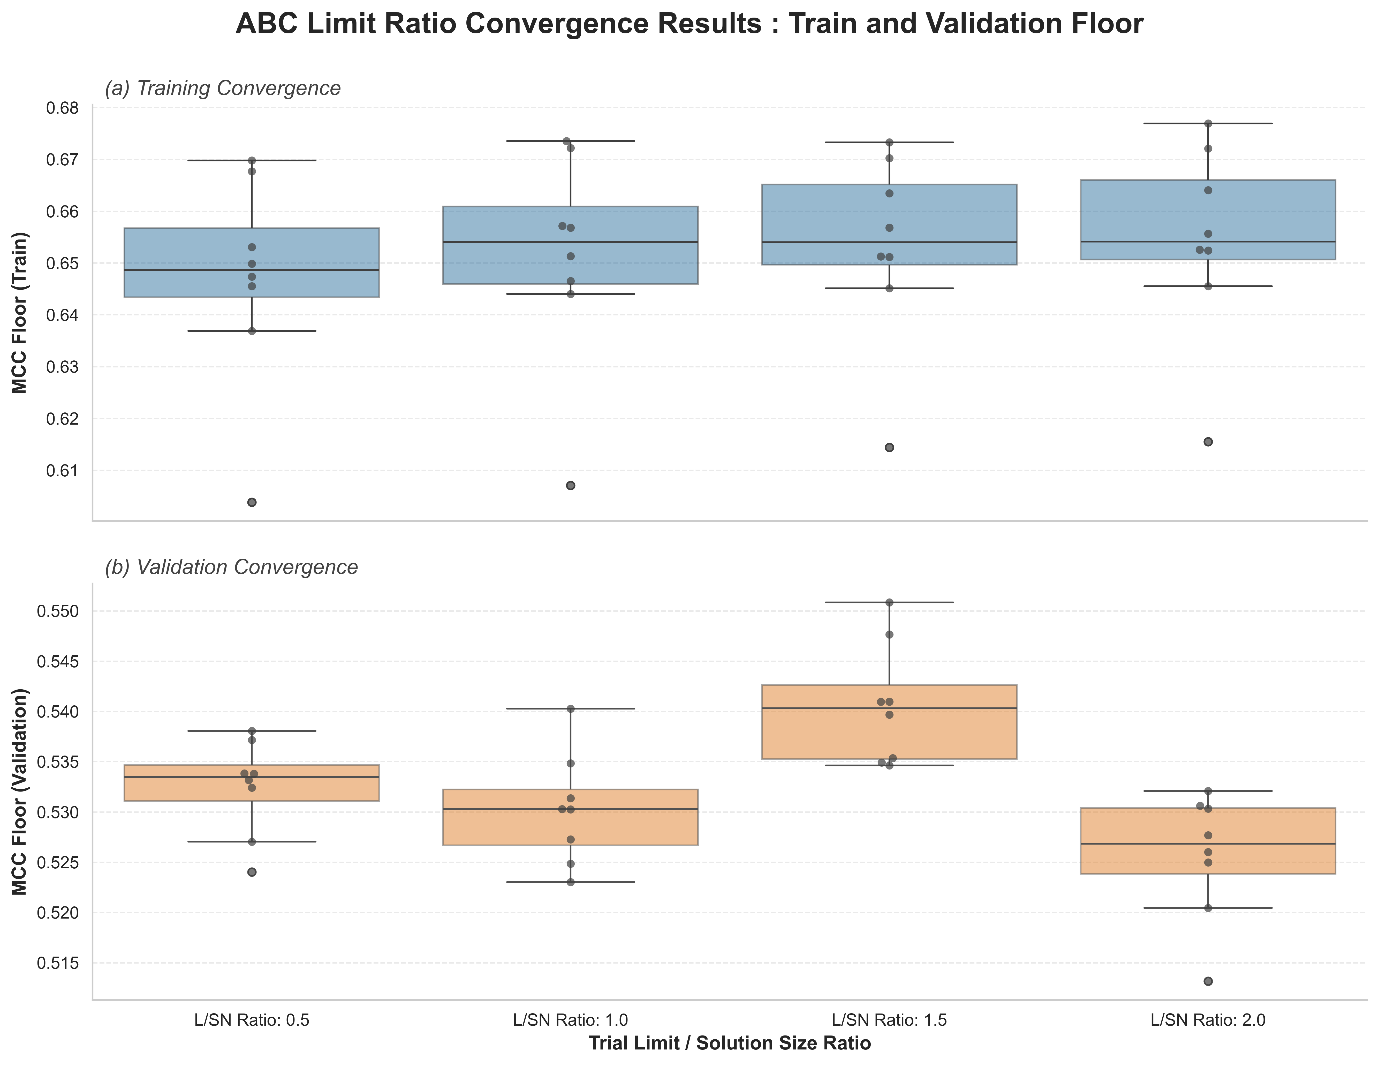 ABC Limit Ratio Convergence Results : Train and Validation Floor
(a) Training Convergence
MCC Floor (Train)
0.68
0.67
0.66
0.65
0.64
0.63
0.62
0.61
(b) Validation Convergence
MCC Floor (Validation)
0.550
0.545
0.540
0.535
0.530
0.525
0.520
0.515
L/SN Ratio: 0.5
L/SN Ratio: 1.0
L/SN Ratio: 1.5
L/SN Ratio: 2.0
Trial Limit / Solution Size Ratio